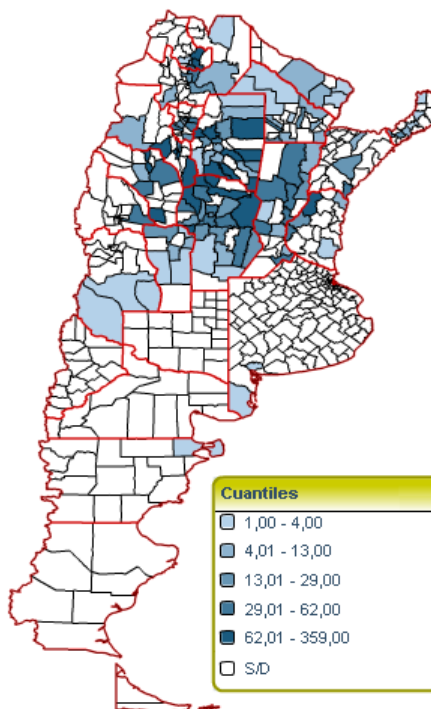 Cuantiles
1,00 - 4,00
4,01 - 13,00
13,01 - 29,00
29,01 - 62,00
62,01 - 359,00
S/D